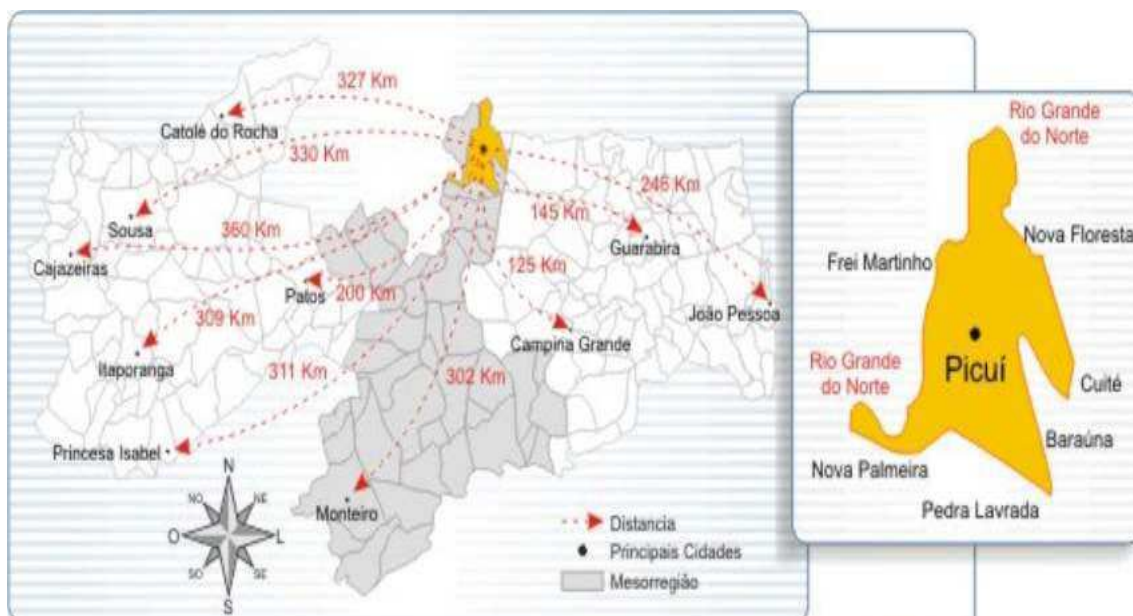 327 Km
Catolé do Rocha
330 Km
Sousa
360 Km
Cajazeiras
309 Km
Patos
200 Km
Itaporanga
311 Km
Princesa Isabel
302 Km
Monteiro
246 Km
145 Km
Guarabira
125 Km
João Pessoa
Campina Grande
N
NO
NE
O
L
SO
SE
S
Distancia
Principais Cidades
Mesorregião
Rio Grande
do Norte
Nova Floresta
Frei Martinho
Rio Grande
do Norte
Picuí
Cuité
Baraúna
Nova Palmeira
Pedra Lavrada